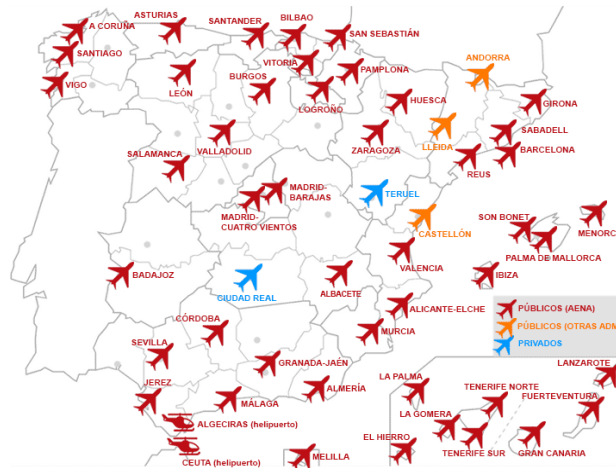 A CORUÑA
ASTURIAS
SANTANDER
BILBAO
SAN SEBASTIÁN
SANTIAGO
VITORIA
PAMPLONA
ANDORRA
VIGO
LEÓN
BURGOS
LOGROÑO
HUESCA
GIRONA
LLEIDA
SABADELL
VALLADOLID
ZARAGOZA
BARCELONA
REUS
SALAMANCA
MADRID-
BARAJAS
TERUEL
MADRID-
CUATRO VIENTOS
CASTELLÓN
SON BONET
MENORC
PALMA DE MALLORCA
BADAJOZ
CIUDAD REAL
ALBACETE
VALENCIA
IBIZA
PÚBLICOS (AENA)
PÚBLICOS (OTRAS ADM
PRIVADOS
ALICANTE-ELCHE
CÓRDOBA
MURCIA
SEVILLA
GRANADA-JAÉN
JEREZ
MÁLAGA
ALMERÍA
LA PALMA
TENERIFE NORTE
LANZAROTE
FUERTEVENTURA
LA GOMERA
ALGECIRAS (helipuerto)
EL HIERRO
TENERIFE SUR
GRAN CANARIA
CEUTA (helipuerto)
MELILLA